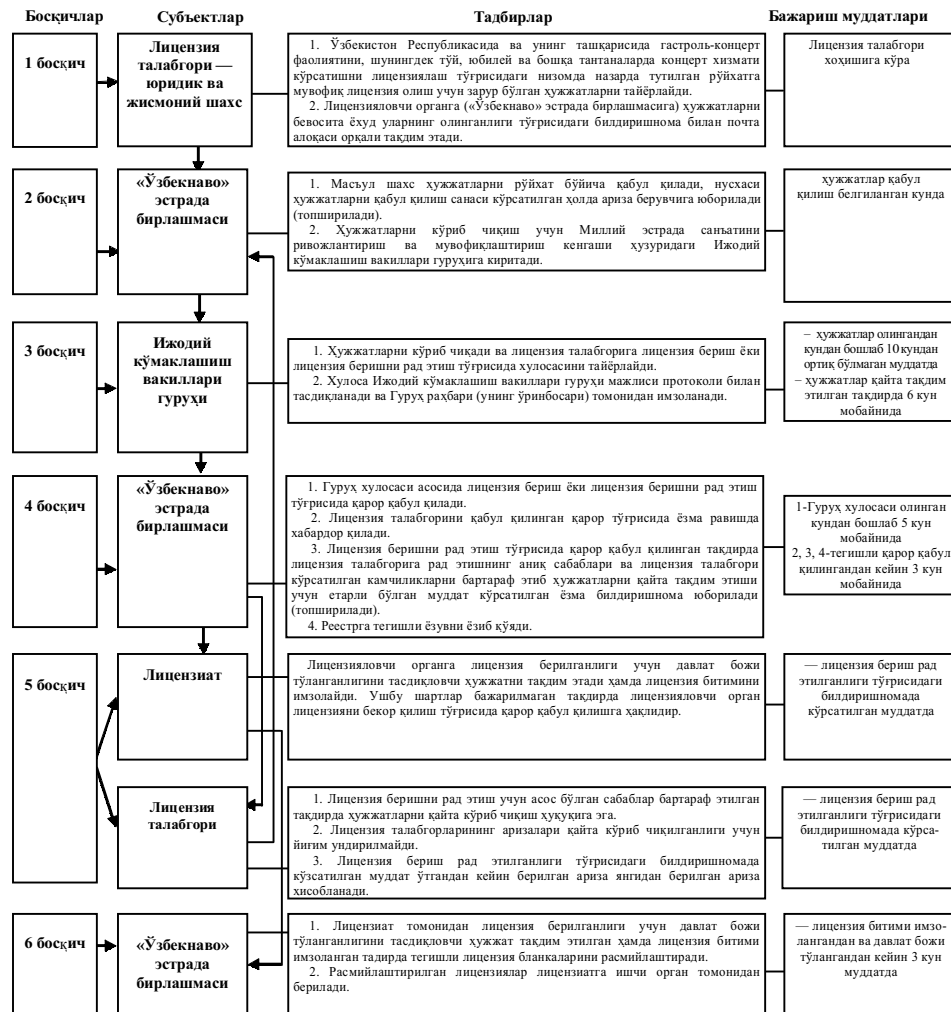 Босқичлар
Субъектлар
Тадбирлар
Бажариш муддатлари
1 босқич
Лицензия
талабгори —
юридик ва
жисмоний шахс
1. Ўзбекистон Республикасида ва унинг ташқарисида гастроль-концерт
фаолиятини, шунингдек тўй, юбилей ва бошқа тантаналарда концерт хизмати
кўрсатишни лицензиялаш тўғрисидаги низомда назарда тутилган рўйхатга
мувофиқ лицензия олиш учун зарур бўлган ҳужжатларни тайёрлайди.
2. Лицензияловчи органга («Ўзбекнаво» эстрада бирлашмасига) ҳужжатларни
бевосита ёхуд уларнинг олинганлиги тўғрисидаги билдиришнома билан почта
алоқаси орқали тақдим этади.
Лицензия талабгори
хоҳишига кўра
2 босқич
«Ўзбекнаво»
эстрада
бирлашмаси
1. Масъул шахс ҳужжатларни рўйхат бўйича қабул қилади, нусхаси
ҳужжатларни қабул қилиш санаси кўрсатилган ҳолда ариза берувчига юборилади
(топширилади).
2. Ҳужжатларни кўриб чиқиш учун Миллий эстрада санъатини
ривожлантириш ва мувофиқлаштириш кенгаши ҳузуридаги Ижодий
кўмаклашиш вакиллари гуруҳига киритади.
ҳужжатлар қабул
қилиш белгиланган кунда
3 босқич
Ижодий
кўмаклашиш
вакиллари
гуруҳи
1. Ҳужжатларни кўриб чиқади ва лицензия талабгорига лицензия бериш ёки
лицензия беришни рад этиш тўғрисида хулосасини тайёрлайди.
2. Хулоса Ижодий кўмаклашиш вакиллари гуруҳи мажлиси протоколи билан
тасдиқланади ва Гуруҳ раҳбари (унинг ўринбосари) томонидан имзоланади.
– ҳужжатлар олингандан
кундан бошлаб 10 кундан
ортиқ бўлмаган муддатда
– ҳужжатлар қайта тақдим
этилган тақдирда 6 кун
мобайнида
4 босқич
«Ўзбекнаво»
эстрада
бирлашмаси
1. Гуруҳ хулосаси асосида лицензия бериш ёки лицензия беришни рад этиш
тўғрисида қарор қабул қилади.
2. Лицензия талабгорини қабул қилинган қарор тўғрисида ёзма равишда
хабардор қилади.
3. Лицензия беришни рад этиш тўғрисида қарор қабул қилинган тақдирда
лицензия талабгорига рад этишнинг аниқ сабаблари ва лицензия талабгори
кўрсатилган камчиликларни бартараф этиб ҳужжатларни қайта тақдим этиши
учун етарли бўлган муддат кўрсатилган ёзма билдиришнома юборилади
(топширилади).
4. Реестрга тегишли ёзувни ёзиб қўяди.
1-Гуруҳ хулосаси олинган
кундан бошлаб 5 кун
мобайнида
2, 3, 4-тегишли қарор қабул
қилингандан кейин 3 кун
мобайнида
5 босқич
Лицензиат
Лицензияловчи органга лицензия берилганлиги учун давлат божи
тўланганлигини тасдиқловчи ҳужжатни тақдим этади ҳамда лицензия битимини
имзолайди. Ушбу шартлар бажарилмаган тақдирда лицензияловчи орган
лицензияни бекор қилиш тўғрисида қарор қабул қилишга ҳақлидир.
— лицензия бериш рад
этилганлиги тўғрисидаги
билдиришномада
кўрсатилган муддатда
Лицензия
талабгори
1. Лицензия беришни рад этиш учун асос бўлган сабаблар бартараф этилган
тақдирда ҳужжатларни қайта кўриб чиқиш ҳуқуқига эга.
2. Лицензия талабгорларининг аризалари қайта кўриб чиқилганлиги учун
йиғим ундирилмайди.
3. Лицензия бериш рад этилганлиги тўғрисидаги билдиришномада
кўзсатилган муддат ўтгандан кейин берилган ариза янгидан берилган ариза
хисобланади.
— лицензия бериш рад
этилганлиги тўғрисидаги
билдиришномада кўрса-
тилган муддатда
6 босқич
«Ўзбекнаво»
эстрада
бирлашмаси
1. Лицензиат томонидан лицензия берилганлиги учун давлат божи
тўланганлигини тасдиқловчи ҳужжат тақдим этилган ҳамда лицензия битими
имзоланган тадирда тегишли лицензия бланкаларини расмийлаштиради.
2. Расмийлаштирилган лицензиялар лицензиатга ишчи орган томонидан
берилади.
— лицензия битими имзо-
лангандан ва давлат божи
тўлангандан кейин 3 кун
муддатда